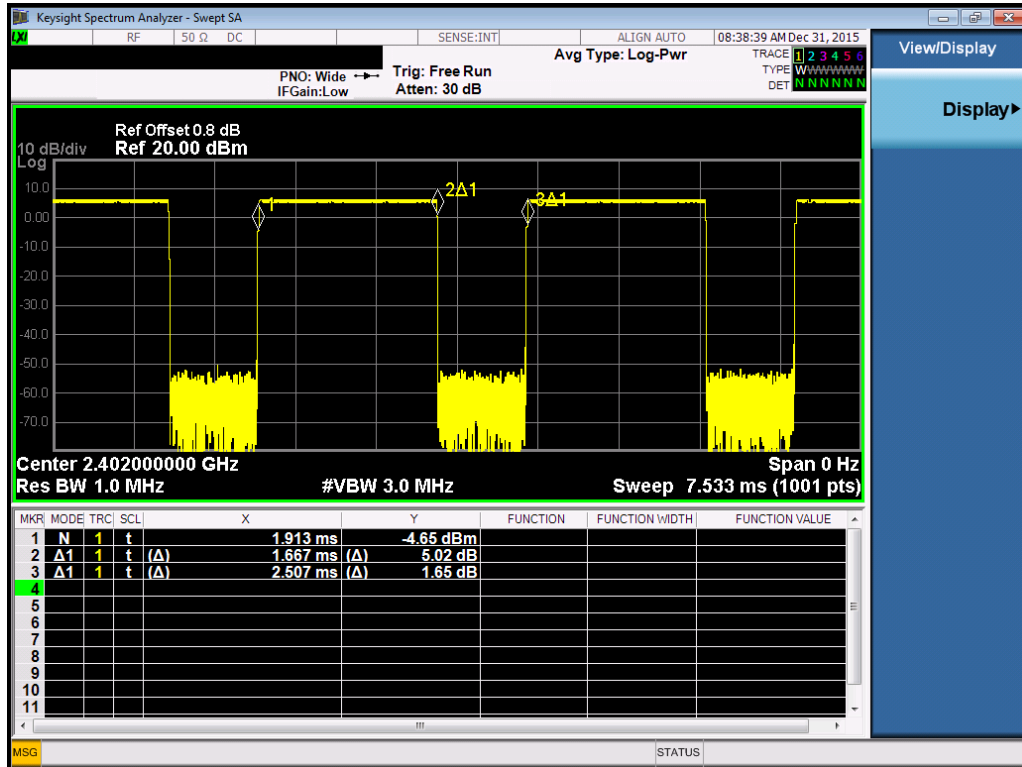 Keysight Spectrum Analyzer - Swept SA
LXI RF 50 Ω DC SENSE:INT ALIGN AUTO 08:38:39 AM Dec 31, 2015
PNO: Wide
IFGain:Low
Trig: Free Run
Atten: 30 dB
Avg Type: Log-Pwr
TRACE 1 2 3 4 5 6
TYPE WWWWWW
DET N N N N N N
View/Display
Display
10 dB/div
Log
Ref Offset 0.8 dB
Ref 20.00 dBm
10.0
0.00
-10.0
-20.0
-30.0
-40.0
-50.0
-60.0
-70.0
1
2Δ1
3Δ1
Center 2.402000000 GHz Span 0 Hz
Res BW 1.0 MHz #VBW 3.0 MHz Sweep 7.533 ms (1001 pts)
MKR MODE TRC SCL X Y FUNCTION FUNCTION WIDTH FUNCTION VALUE
1 N 1 t 1.913 ms -4.65 dBm
2 Δ1 1 t (Δ) 1.667 ms (Δ) 5.02 dB
3 Δ1 1 t (Δ) 2.507 ms (Δ) 1.65 dB
4
5
6
7
8
9
10
11
MSG STATUS